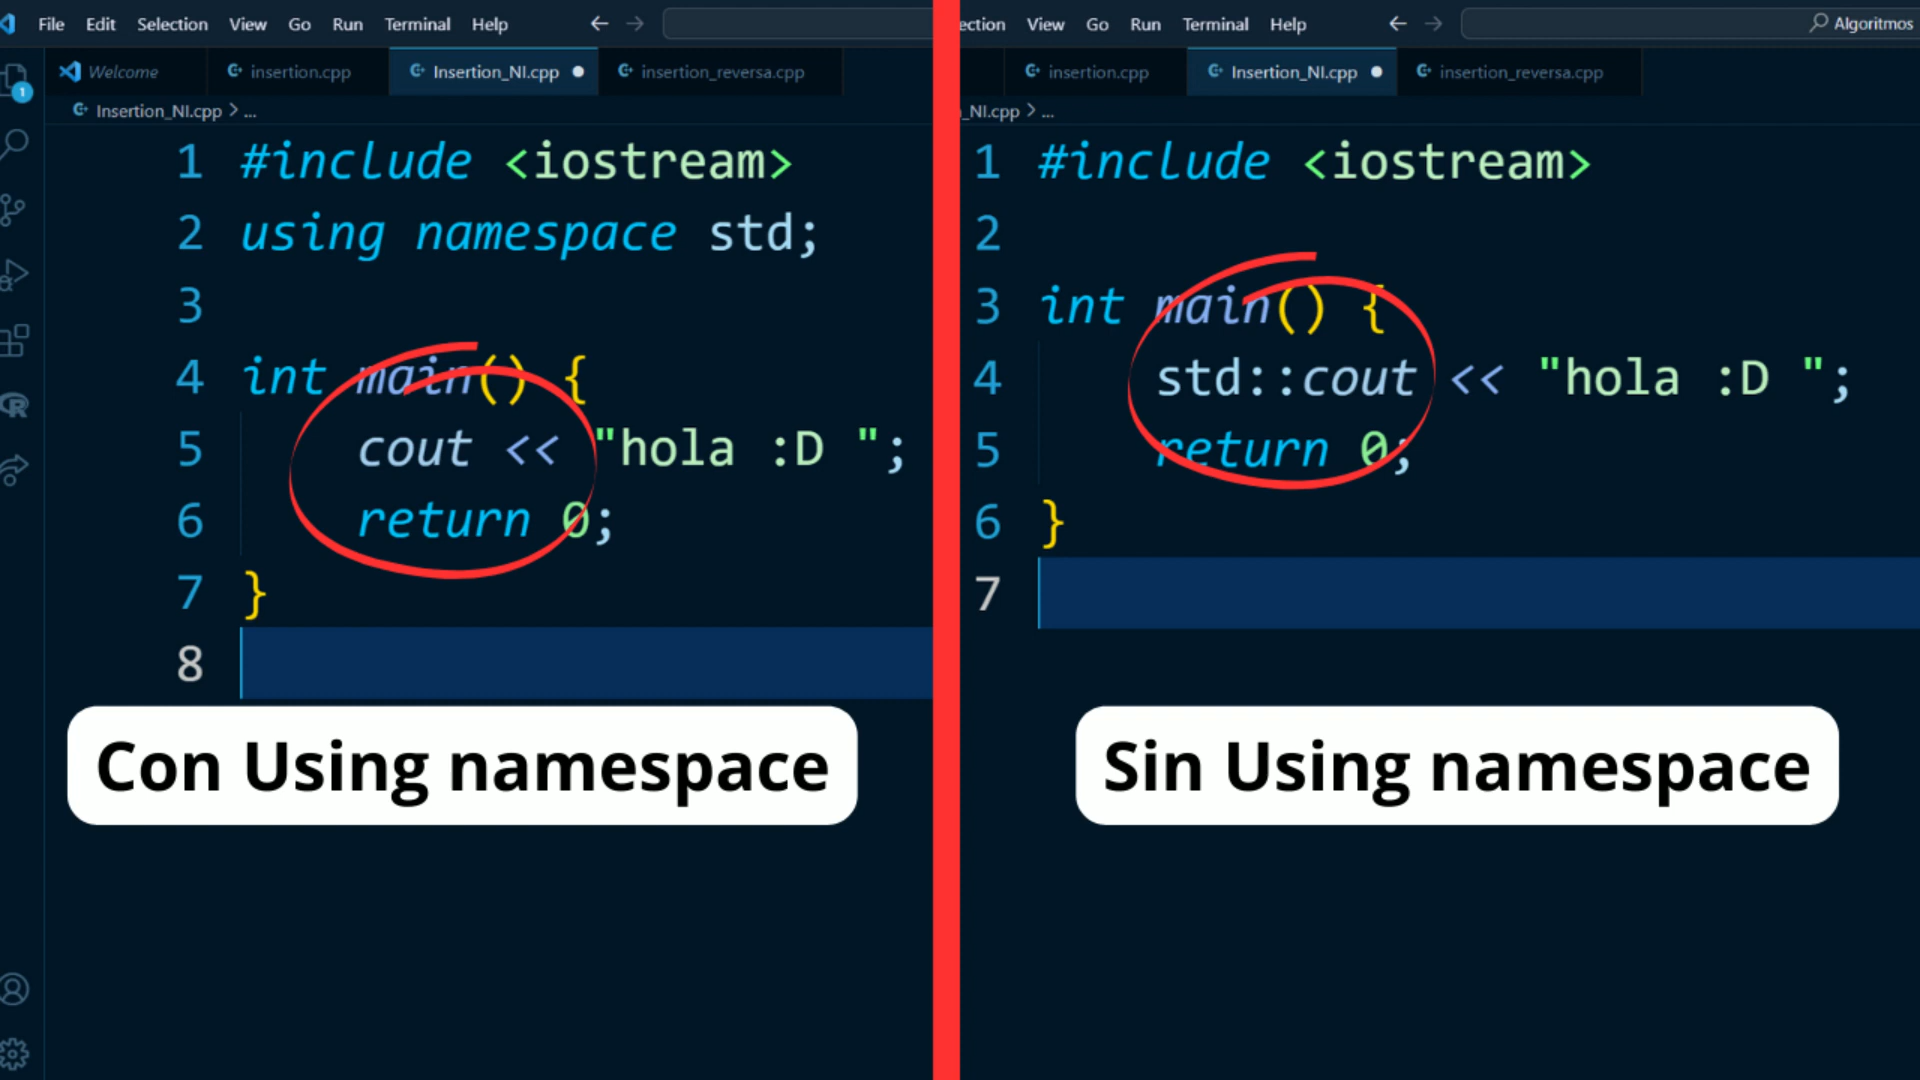 File Edit Selection View Go Run Terminal Help
Welcome insertion.cpp Insertion_NI.cpp insertion_reversa.cpp
1
Insertion_NI.cpp > ...
1 #include <iostream>
2 using namespace std;
3
4 int main() {
5 cout << "hola :D ";
6 return 0;
7 }
8
Con Using namespace
ection View Go Run Terminal Help Algoritmos
insertion.cpp Insertion_NI.cpp insertion_reversa.cpp
_NI.cpp > ...
1 #include <iostream>
2
3 int main() {
4 std::cout << "hola :D ";
5 return 0;
6 }
7
Sin Using namespace